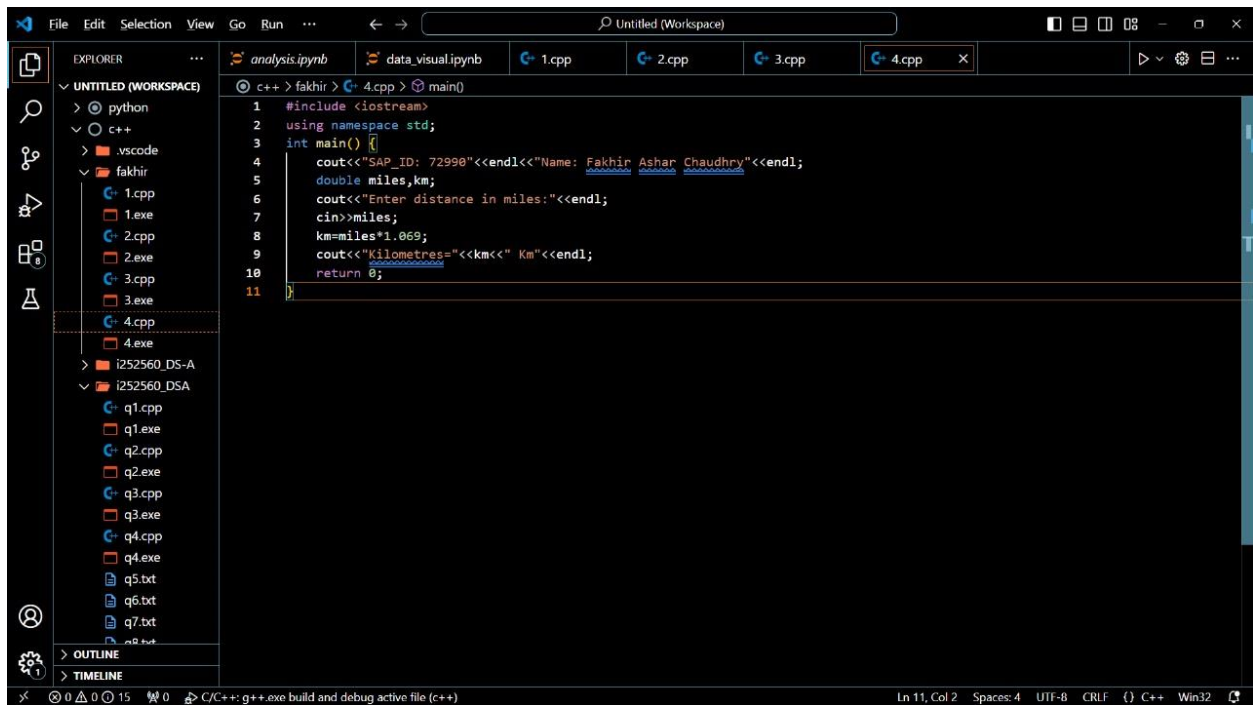 File Edit Selection View Go Run ··· ← → Untitled (Workspace)
EXPLORER ··· analysis.ipynb data_visual.ipynb 1.cpp 2.cpp 3.cpp 4.cpp
UNTITLED (WORKSPACE)
python
c++
.vscode
fakhir
1.cpp
1.exe
2.cpp
2.exe
3.cpp
3.exe
4.cpp
4.exe
i252560_DS-A
i252560_DSA
q1.cpp
q1.exe
q2.cpp
q2.exe
q3.cpp
q3.exe
q4.cpp
q4.exe
q5.txt
q6.txt
q7.txt
q8.txt
OUTLINE
TIMELINE
8
1
c++ > fakhir > 4.cpp > main()
1 #include <iostream>
2 using namespace std;
3 int main() {
4 cout<<"SAP_ID: 72990"<<endl<<"Name: Fakhir Ashar Chaudhry"<<endl;
5 double miles,km;
6 cout<<"Enter distance in miles:"<<endl;
7 cin>>miles;
8 km=miles*1.069;
9 cout<<"Kilometres="<<km<<" Km"<<endl;
10 return 0;
11 }
0 0 15 0 C/C++: g++.exe build and debug active file (c++) Ln 11, Col 2 Spaces: 4 UTF-8 CRLF {} C++ Win32